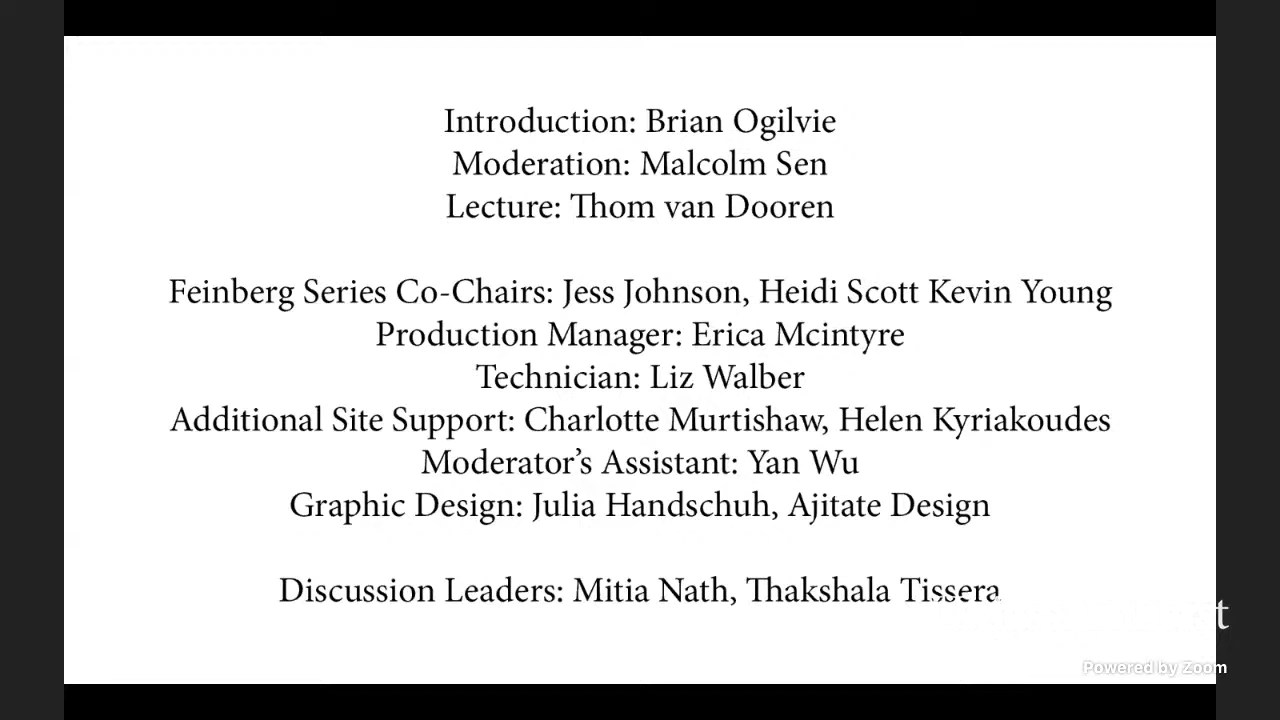 Introduction: Brian Ogilvie
Moderation: Malcolm Sen
Lecture: Thom van Dooren
Feinberg Series Co-Chairs: Jess Johnson, Heidi Scott Kevin Young
Production Manager: Erica Mcintyre
Technician: Liz Walber
Additional Site Support: Charlotte Murtishaw, Helen Kyriakoudes
Moderator's Assistant: Yan Wu
Graphic Design: Julia Handschuh, Ajitate Design
Discussion Leaders: Mitia Nath, Thakshala Tissera
Powered by Zoom